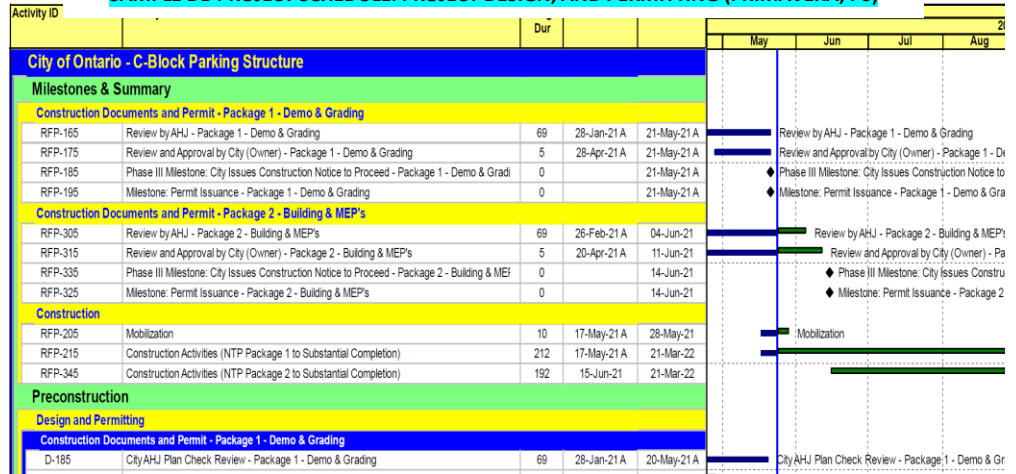 SAMPLE DB PROJECT SCHEDULE: PROJECT DESIGN, AND PERMITTING (PRIMAVERA, P6)
Activity ID
Dur 20
May Jun Jul Aug
City of Ontario - C-Block Parking Structure
Milestones & Summary
Construction Documents and Permit - Package 1 - Demo & Grading
RFP-165 Review by AHJ - Package 1 - Demo & Grading 69 28-Jan-21 A 21-May-21 A Review by AHJ - Package 1 - Demo & Grading
RFP-175 Review and Approval by City (Owner) - Package 1 - Demo & Grading 5 28-Apr-21 A 21-May-21 A Review and Approval by City (Owner) - Package 1 - De
RFP-185 Phase III Milestone: City Issues Construction Notice to Proceed - Package 1 - Demo & Gradi 0 21-May-21 A Phase III Milestone: City Issues Construction Notice to
RFP-195 Milestone: Permit Issuance - Package 1 - Demo & Grading 0 21-May-21 A Milestone: Permit Issuance - Package 1 - Demo & Gra
Construction Documents and Permit - Package 2 - Building & MEP's
RFP-305 Review by AHJ - Package 2 - Building & MEP's 69 26-Feb-21 A 04-Jun-21 Review by AHJ - Package 2 - Building & MEP's
RFP-315 Review and Approval by City (Owner) - Package 2 - Building & MEP's 5 20-Apr-21 A 11-Jun-21 Review and Approval by City (Owner) - Pa
RFP-335 Phase III Milestone: City Issues Construction Notice to Proceed - Package 2 - Building & MEF 0 14-Jun-21 Phase III Milestone: City Issues Constru
RFP-325 Milestone: Permit Issuance - Package 2 - Building & MEP's 0 14-Jun-21 Milestone: Permit Issuance - Package 2
Construction
RFP-205 Mobilization 10 17-May-21 A 28-May-21 Mobilization
RFP-215 Construction Activities (NTP Package 1 to Substantial Completion) 212 17-May-21 A 21-Mar-22
RFP-345 Construction Activities (NTP Package 2 to Substantial Completion) 192 15-Jun-21 21-Mar-22
Preconstruction
Design and Permitting
Construction Documents and Permit - Package 1 - Demo & Grading
D-185 City AHJ Plan Check Review - Package 1 - Demo & Grading 69 28-Jan-21 A 20-May-21 A City AHJ Plan Check Review - Package 1 - Demo & Gr